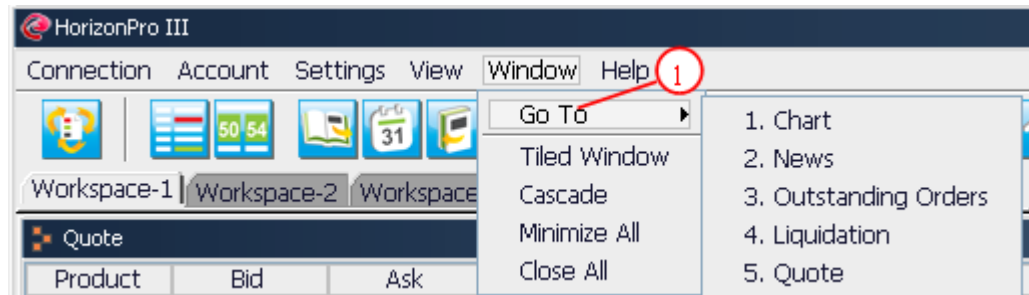 HorizonPro III
Connection Account Settings View Window Help 1
50 54
31
Go To
1. Chart
2. News
3. Outstanding Orders
4. Liquidation
5. Quote
Tiled Window
Cascade
Minimize All
Close All
Workspace-1 Workspace-2 Workspace
Quote
Product Bid Ask